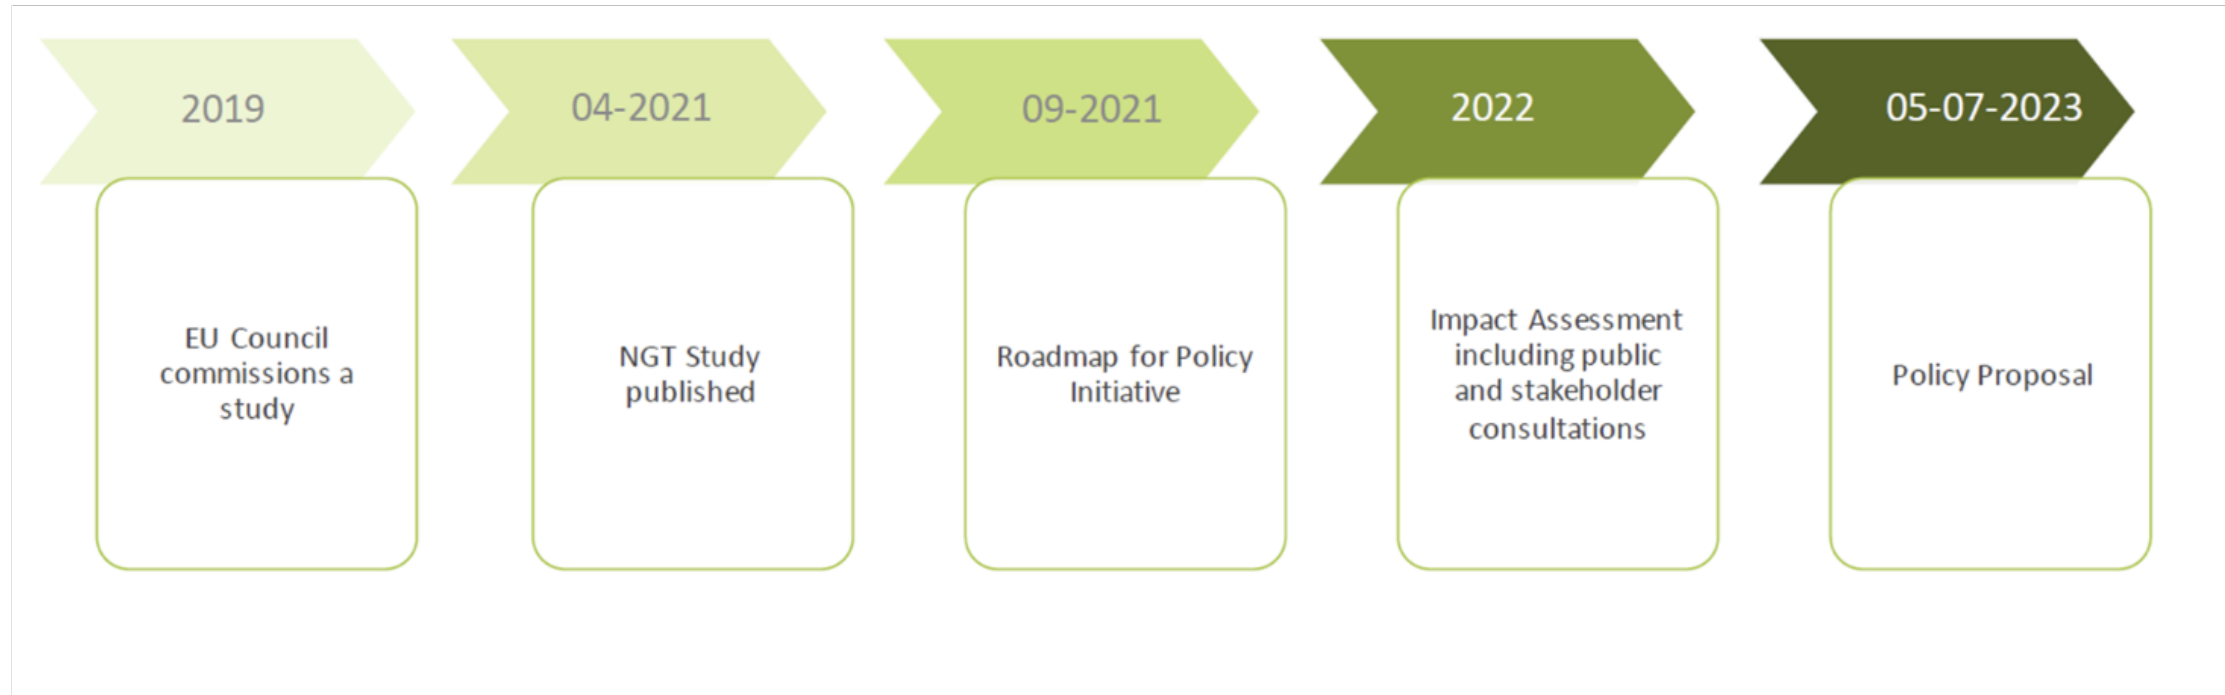 2019
04-2021
09-2021
2022
05-07-2023
EU Council
commissions a
study
NGT Study
published
Roadmap for Policy
Initiative
Impact Assessment
including public
and stakeholder
consultations
Policy Proposal